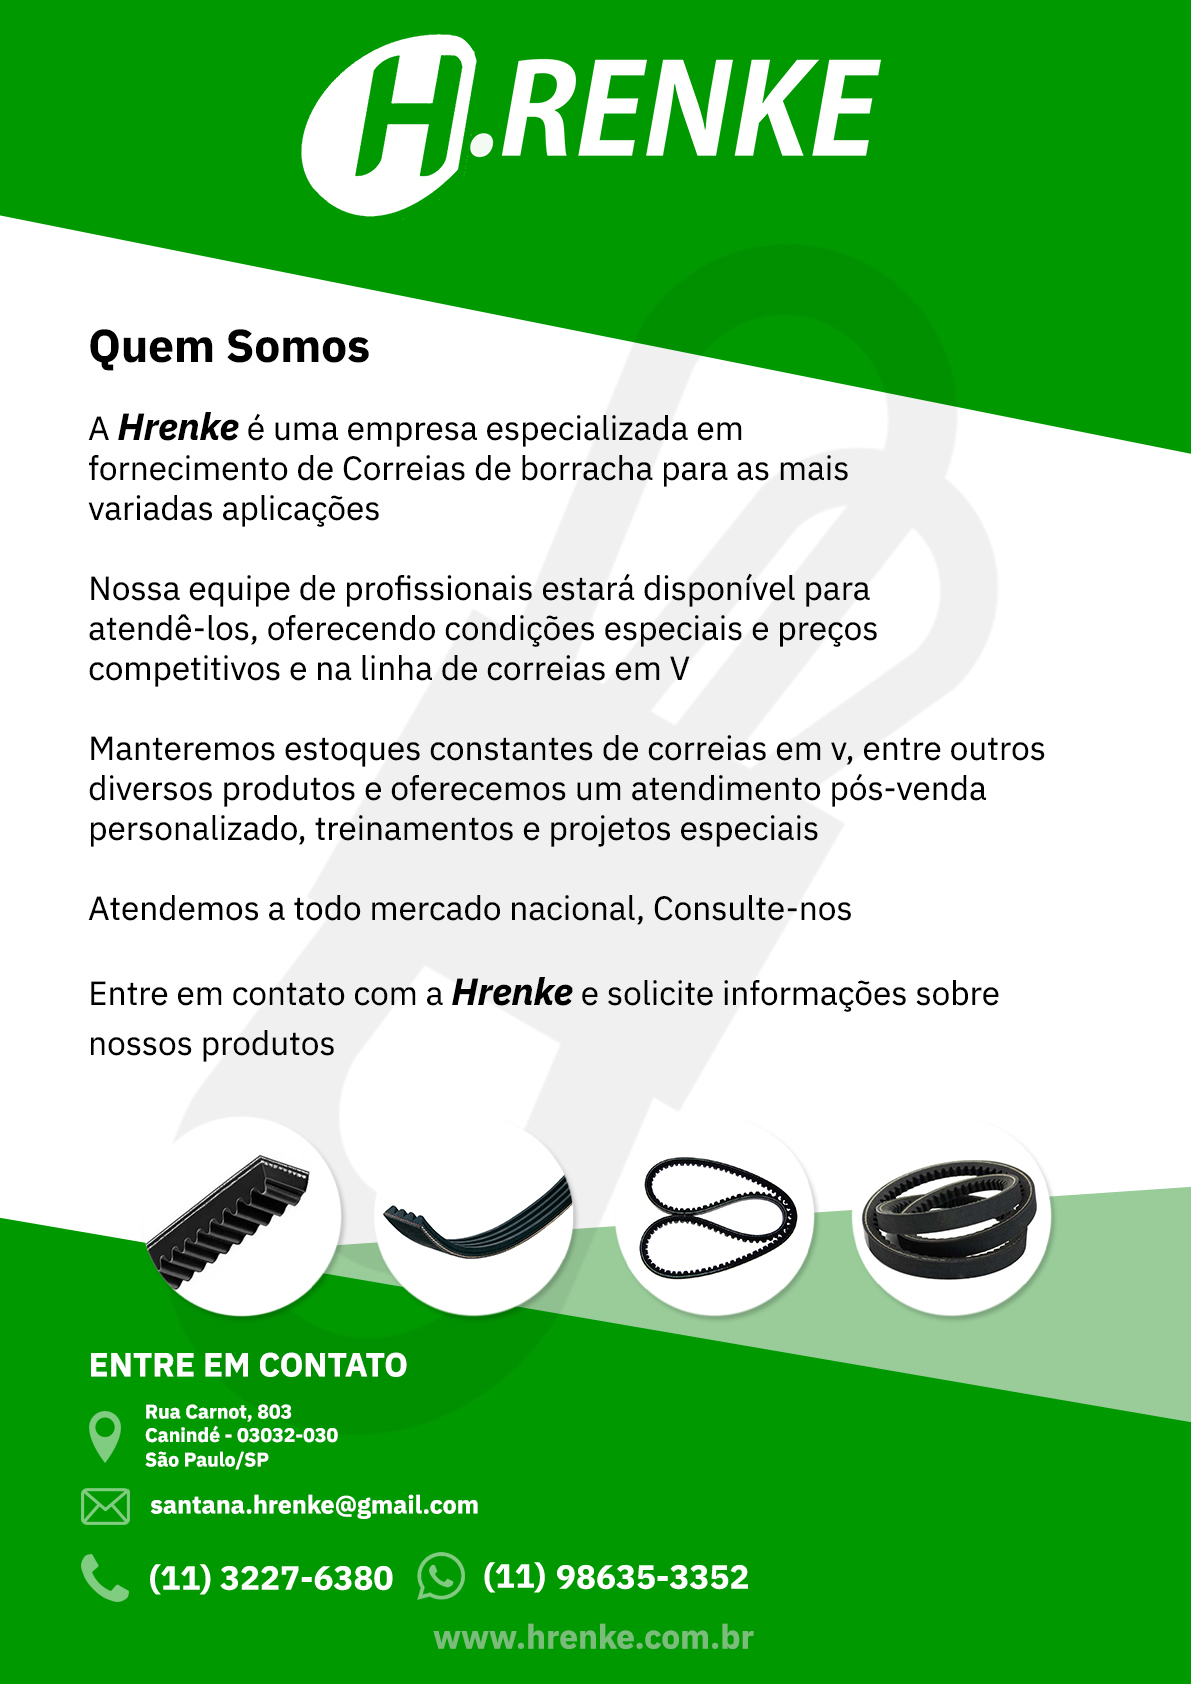 H.RENKE
Quem Somos
A Hrenke é uma empresa especializada em
fornecimento de Correias de borracha para as mais
variadas aplicações
Nossa equipe de profissionais estará disponível para
atendê-los, oferecendo condições especiais e preços
competitivos e na linha de correias em V
Manteremos estoques constantes de correias em v, entre outros
diversos produtos e oferecemos um atendimento pós-venda
personalizado, treinamentos e projetos especiais
Atendemos a todo mercado nacional, Consulte-nos
Entre em contato com a Hrenke e solicite informações sobre
nossos produtos
ENTRE EM CONTATO
Rua Carnot, 803
Canindé - 03032-030
São Paulo/SP
santana.hrenke@gmail.com
(11) 3227-6380 (11) 98635-3352
www.hrenke.com.br